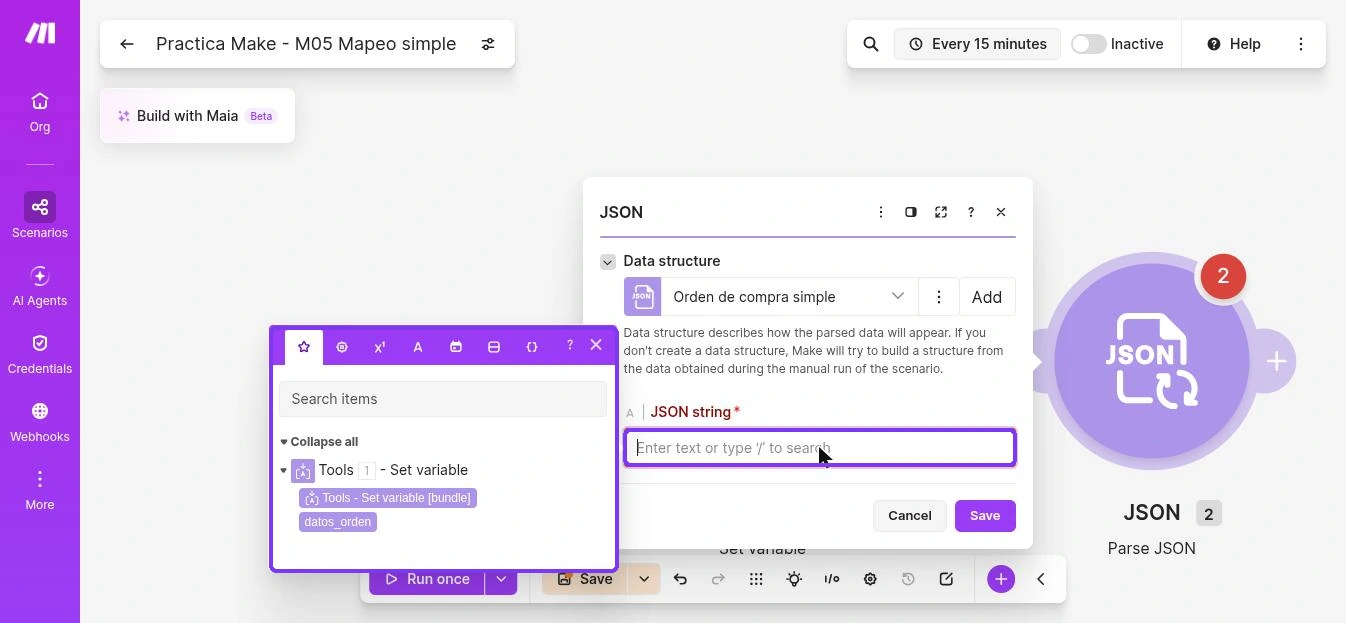 Practica Make - M05 Mapeo simple
Every 15 minutes
Inactive
Help
Build with Maia Beta
Org
Scenarios
AI Agents
Credentials
Webhooks
More
JSON
Data structure
JSON
Orden de compra simple
Add
Data structure describes how the parsed data will appear. If you
don't create a data structure, Make will try to build a structure from
the data obtained during the manual run of the scenario.
A JSON string *
Enter text or type '/' to search
Cancel
Save
x¹ A {} ?
Search items
Collapse all
Tools 1 - Set variable
Tools - Set variable [bundle]
datos_orden
2
JSON
JSON 2
Parse JSON
Set variable
Run once
Save